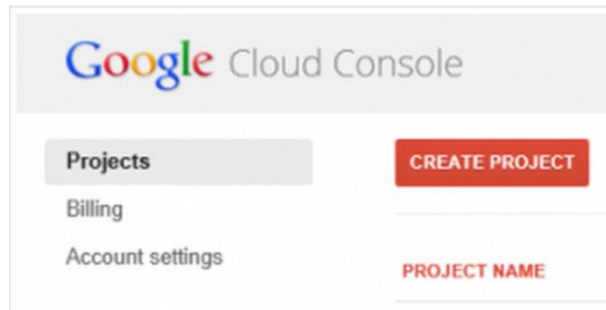 Google Cloud Console
Projects
Billing
Account settings
CREATE PROJECT
PROJECT NAME